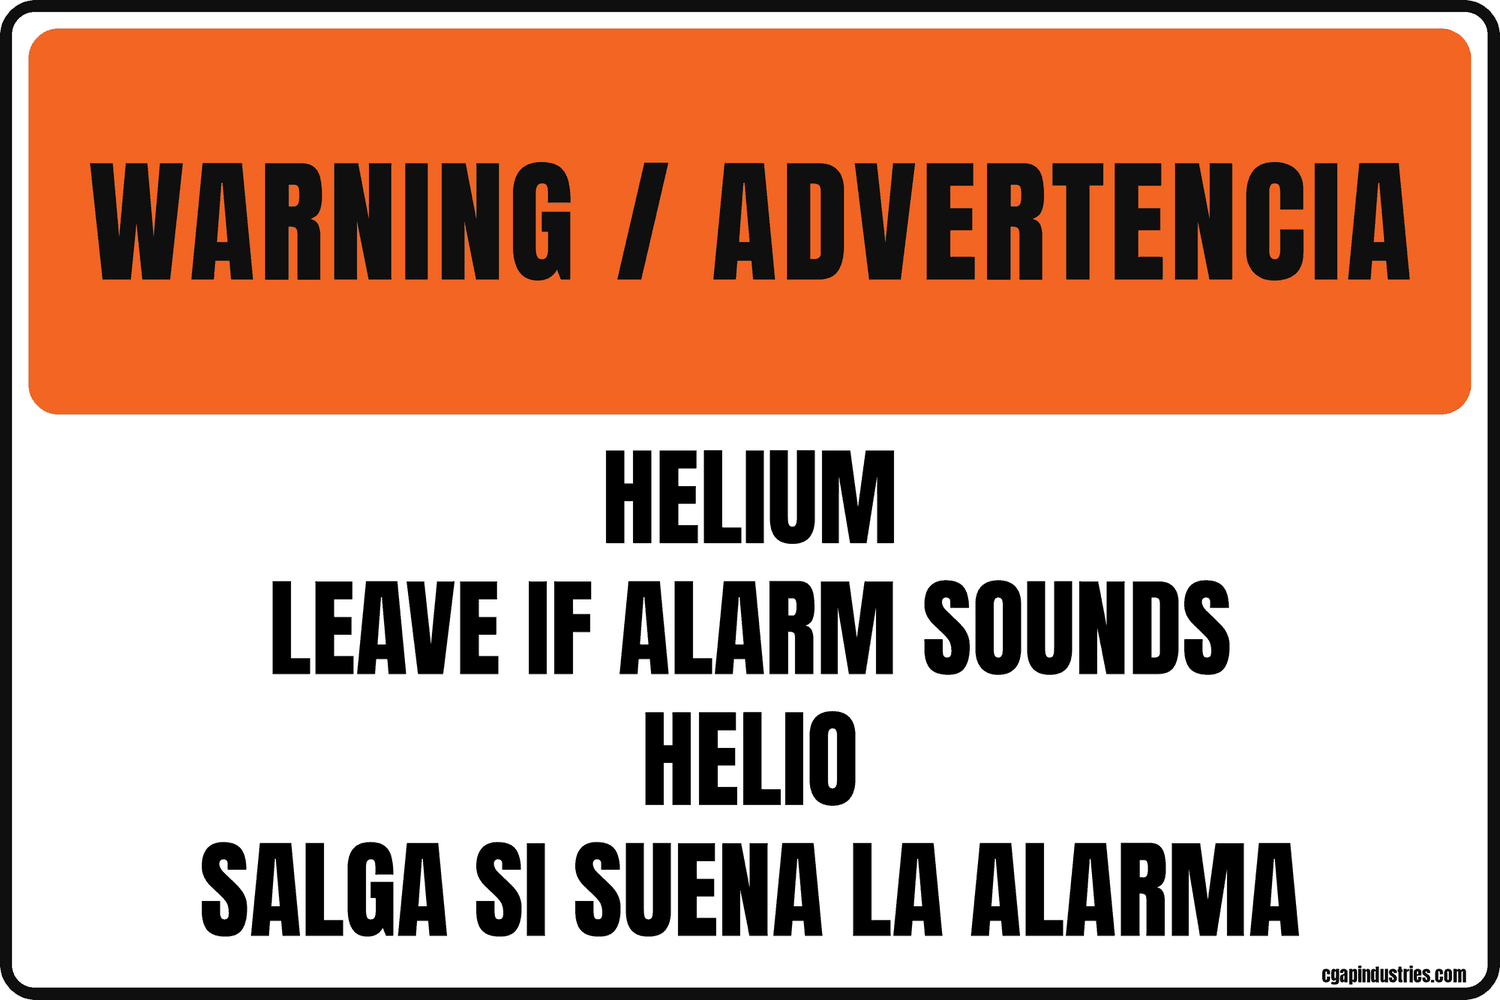 WARNING / ADVERTENCIA
HELIUM
LEAVE IF ALARM SOUNDS
HELIO
SALGA SI SUENA LA ALARMA
cgapindustries.com